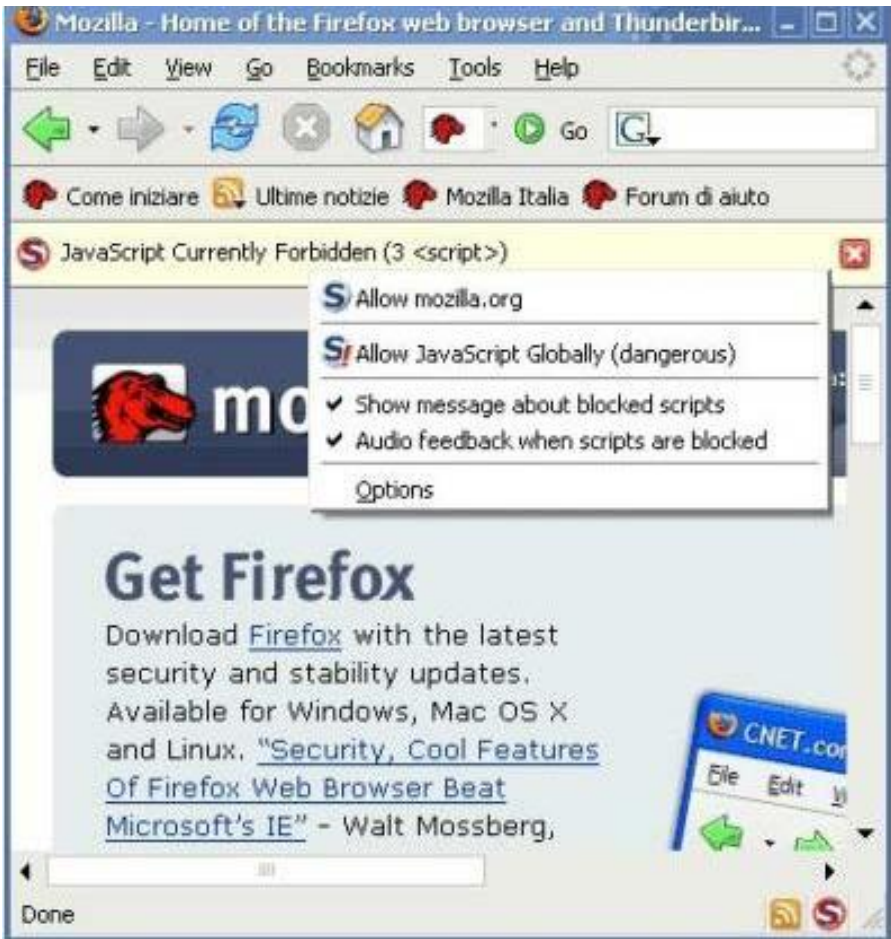 Mozilla - Home of the Firefox web browser and Thunderbir...
File Edit View Go Bookmarks Tools Help
Go G
Come iniziare Ultime notizie Mozilla Italia Forum di aiuto
JavaScript Currently Forbidden (3 <script>)
Allow mozilla.org
Allow JavaScript Globally (dangerous)
Show message about blocked scripts
Audio feedback when scripts are blocked
Options
mo
Get Firefox
Download Firefox with the latest
security and stability updates.
Available for Windows, Mac OS X
and Linux. "Security, Cool Features
Of Firefox Web Browser Beat
Microsoft's IE" - Walt Mossberg,
CNET.co
File Edit
Done